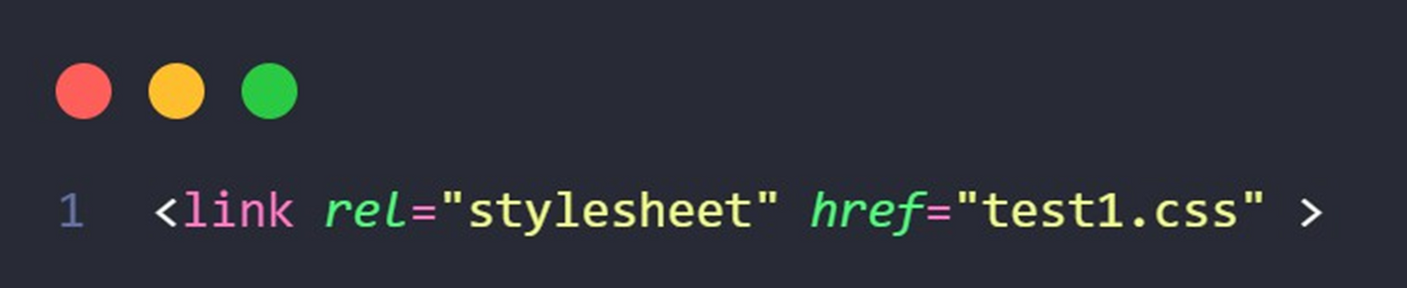 1 <link rel="stylesheet" href="test1.css" >